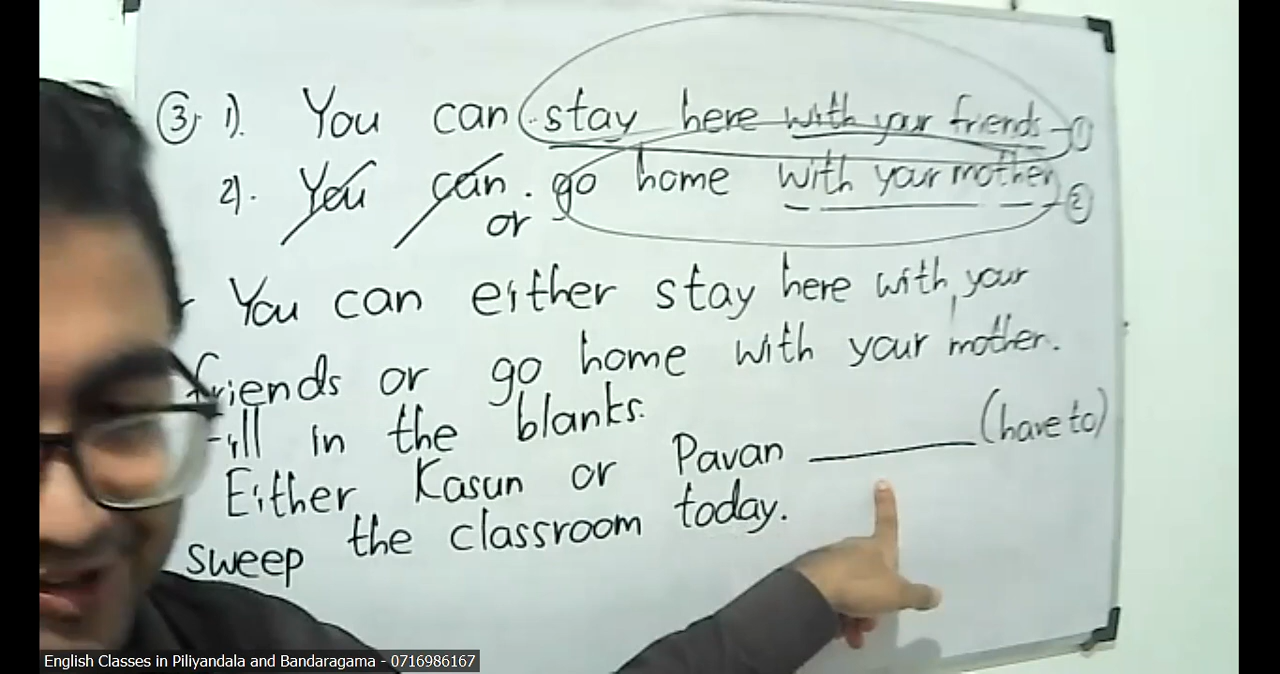 3. 1). You can stay here with your friends - 1
2). You can. go home with your mother - 2
or
You can either stay here with your
friends or go home with your mother.
Fill in the blanks.
Either Kasun or Pavan ________ (have to)
sweep the classroom today.
English Classes in Piliyandala and Bandaragama - 0716986167